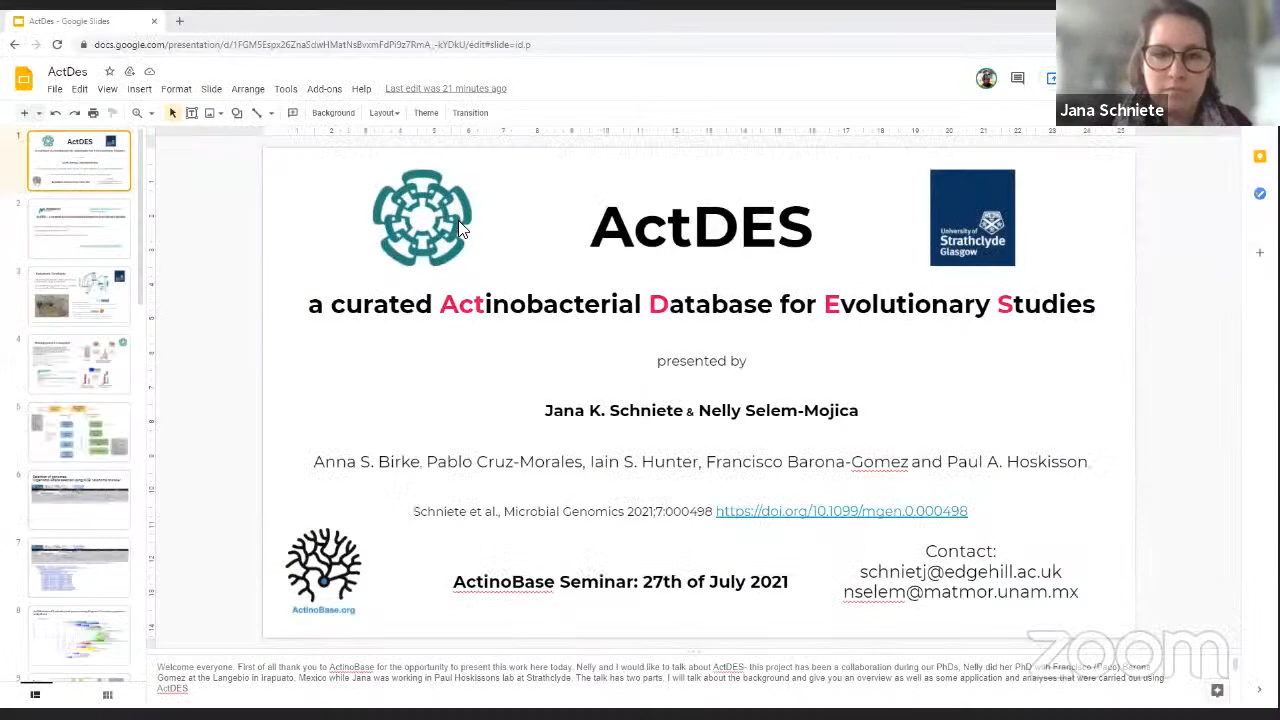 ActDes - Google Slides
docs.google.com/presentation/d/1FGM5Espx26Zna5dwHMatNsBvxmFdPi9z7RmA_-kYDkU/edit#slide=id.p
ActDes
File Edit View Insert Format Slide Arrange Tools Add-ons Help Last edit was 21 minutes ago
Background Layout Theme Transition
Jana Schniete
ActDES
University of
Strathclyde
Glasgow
a curated Actinobacterial Database for Evolutionary Studies
presented by
Jana K. Schniete & Nelly Selem-Mojica
Anna S. Birke, Pablo Cruz-Morales, Iain S. Hunter, Francisco Barona-Gomez and Paul A. Hoskisson
Schniete et al., Microbial Genomics 2021;7:000498 https://doi.org/10.1099/mgen.0.000498
ActinoBase.org
ActinoBase Seminar: 27th of July 2021
Contact:
schnietj@edgehill.ac.uk
nselem@matmor.unam.mx
zoom
Welcome everyone. First of all thank you to ActinoBase for the opportunity to present this work here today. Nelly and I would like to talk about ActDES- this project has been a collaboration during our PhDs, Nelly did her PhD with Francisco (Paco) Barona
Gomez at the Langebio in Irapuato, Mexico while Jana was working in Paul Hoskissons lab at Strathclyde. The talk has two parts, I will talk about the background and give you an overview as well as some application and analyses that were carried out using
ActDES